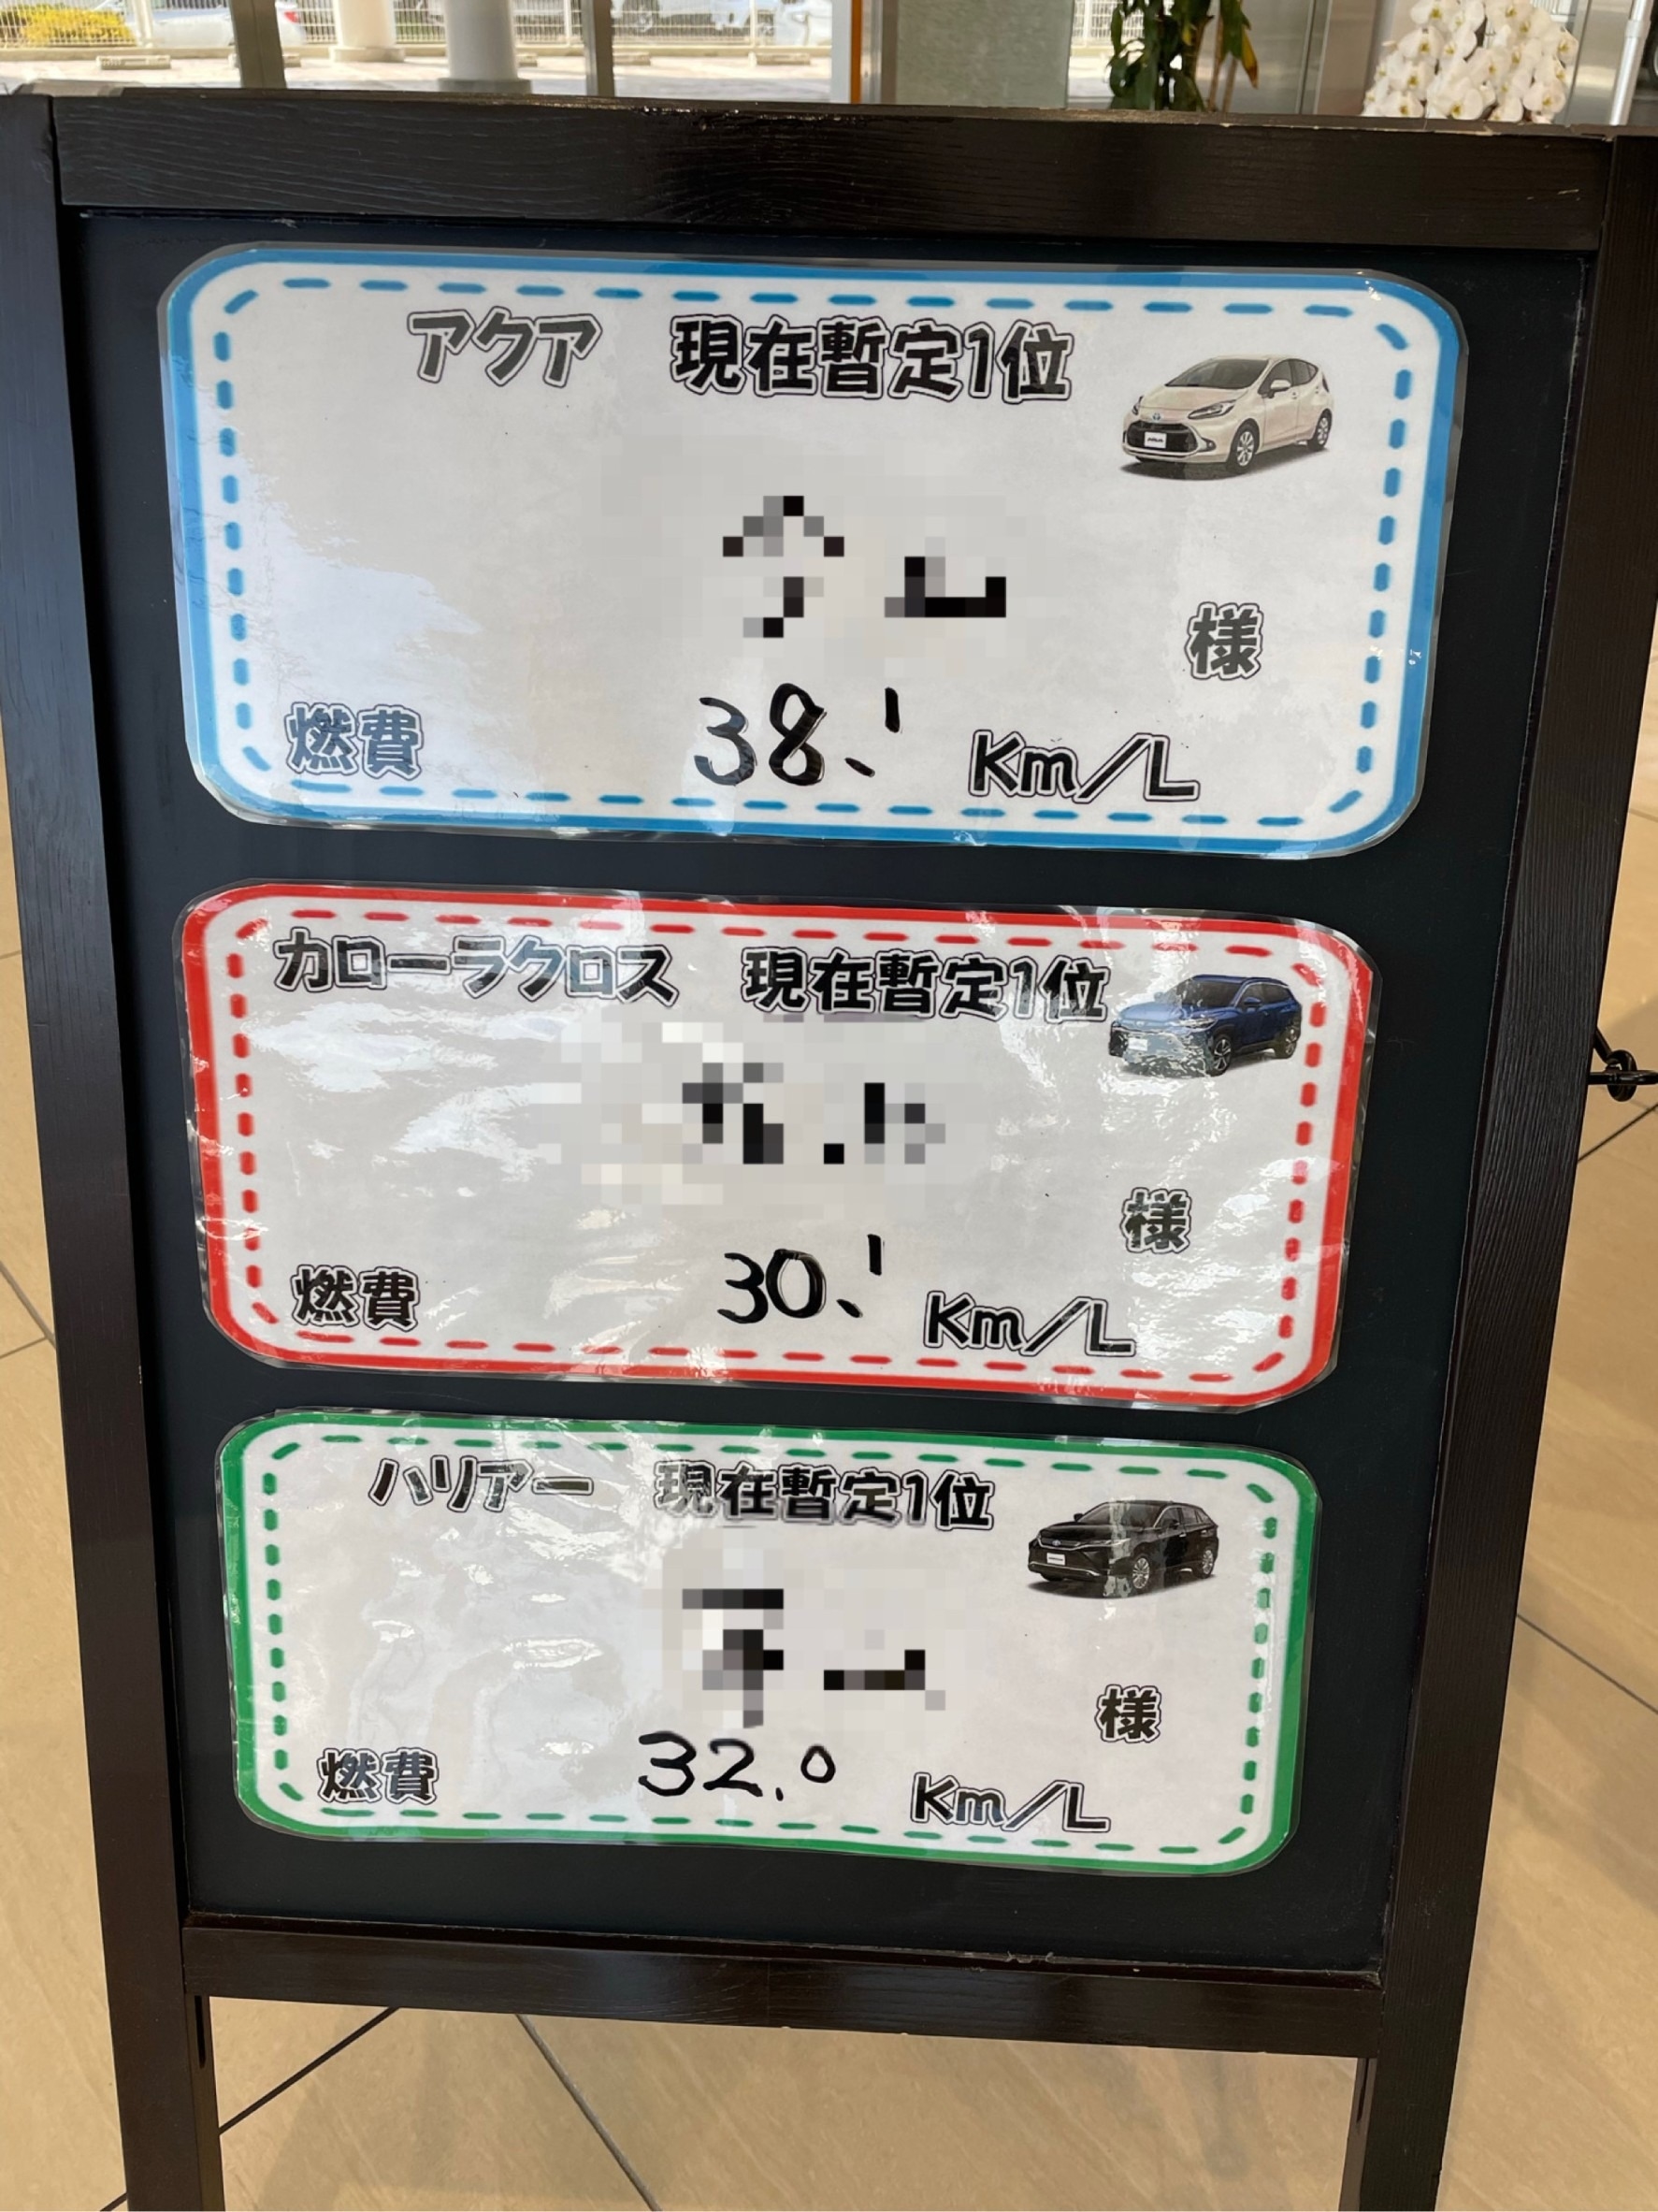 アクア 現在暫定1位
様
燃費 38.1 Km/L
カローラクロス 現在暫定1位
様
燃費 30.1 Km/L
ハリアー 現在暫定1位
様
燃費 32.0 Km/L